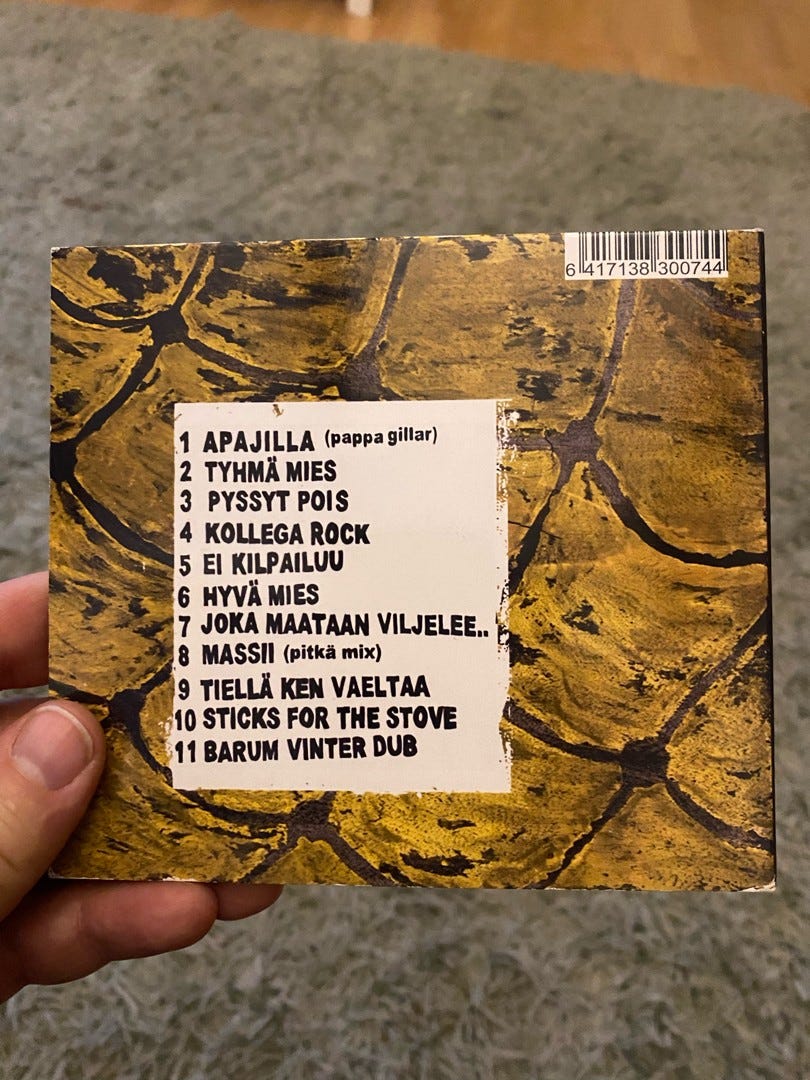 6 417138 300744
1 APAJILLA (pappa gillar)
2 TYHMÄ MIES
3 PYSSYT POIS
4 KOLLEGA ROCK
5 EI KILPAILUU
6 HYVÄ MIES
7 JOKA MAATAAN VILJELEE..
8 MASSII (pitkä mix)
9 TIELLÄ KEN VAELTAA
10 STICKS FOR THE STOVE
11 BARUM VINTER DUB